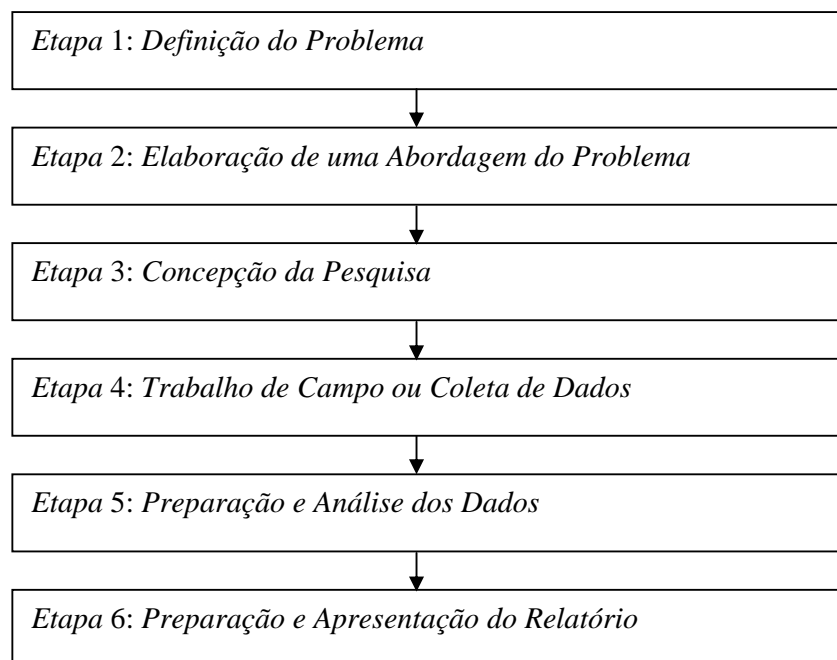 Etapa 1: Definição do Problema
Etapa 2: Elaboração de uma Abordagem do Problema
Etapa 3: Concepção da Pesquisa
Etapa 4: Trabalho de Campo ou Coleta de Dados
Etapa 5: Preparação e Análise dos Dados
Etapa 6: Preparação e Apresentação do Relatório